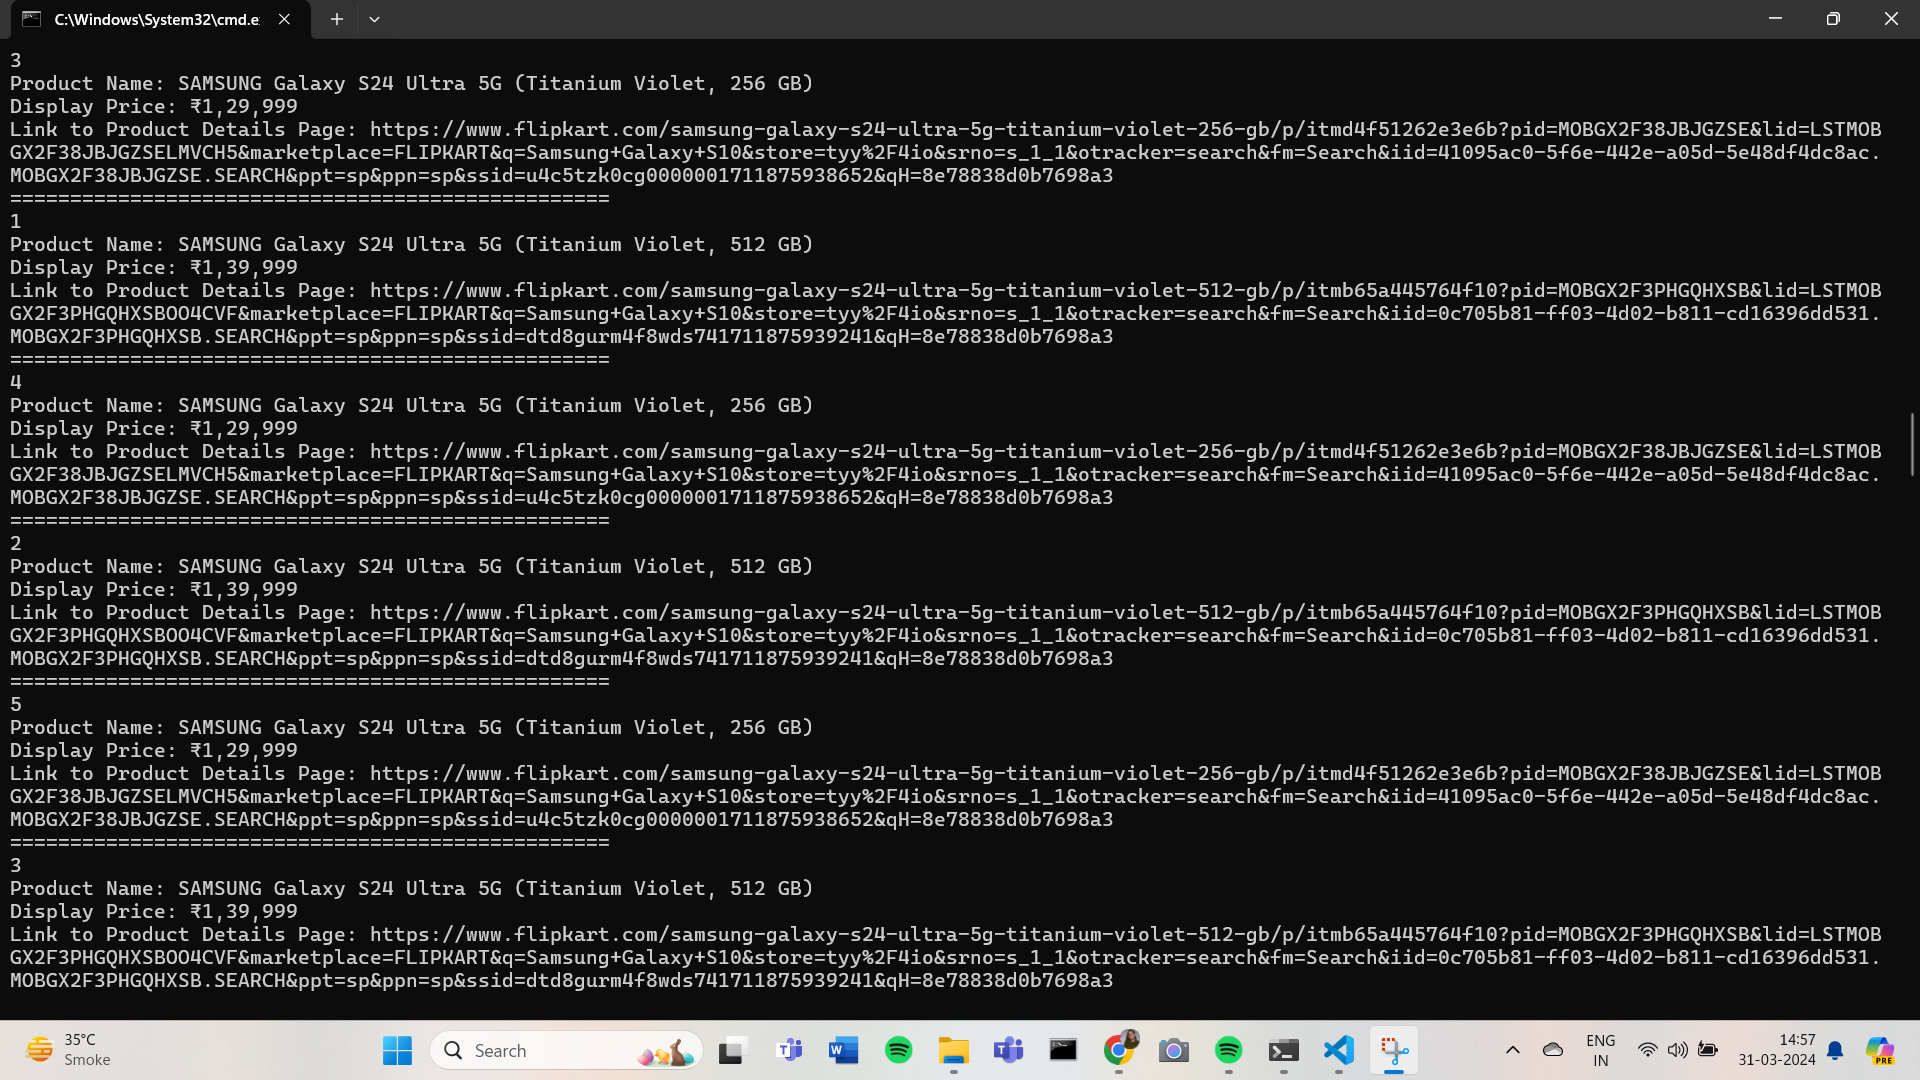 C:\Windows\System32\cmd.e
3
Product Name: SAMSUNG Galaxy S24 Ultra 5G (Titanium Violet, 256 GB)
Display Price: ₹1,29,999
Link to Product Details Page: https://www.flipkart.com/samsung-galaxy-s24-ultra-5g-titanium-violet-256-gb/p/itmd4f51262e3e6b?pid=MOBGX2F38JBJGZSE&lid=LSTMOB
GX2F38JBJGZSELMVCH5&marketplace=FLIPKART&q=Samsung+Galaxy+S10&store=tyy%2F4io&srno=s_1_1&otracker=search&fm=Search&iid=41095ac0-5f6e-442e-a05d-5e48df4dc8ac.
MOBGX2F38JBJGZSE.SEARCH&ppt=sp&ppn=sp&ssid=u4c5tzk0cg0000001711875938652&qH=8e78838d0b7698a3
==================================================
1
Product Name: SAMSUNG Galaxy S24 Ultra 5G (Titanium Violet, 512 GB)
Display Price: ₹1,39,999
Link to Product Details Page: https://www.flipkart.com/samsung-galaxy-s24-ultra-5g-titanium-violet-512-gb/p/itmb65a445764f10?pid=MOBGX2F3PHGQHXSB&lid=LSTMOB
GX2F3PHGQHXSBOO4CVF&marketplace=FLIPKART&q=Samsung+Galaxy+S10&store=tyy%2F4io&srno=s_1_1&otracker=search&fm=Search&iid=0c705b81-ff03-4d02-b811-cd16396dd531.
MOBGX2F3PHGQHXSB.SEARCH&ppt=sp&ppn=sp&ssid=dtd8gurm4f8wds741711875939241&qH=8e78838d0b7698a3
==================================================
4
Product Name: SAMSUNG Galaxy S24 Ultra 5G (Titanium Violet, 256 GB)
Display Price: ₹1,29,999
Link to Product Details Page: https://www.flipkart.com/samsung-galaxy-s24-ultra-5g-titanium-violet-256-gb/p/itmd4f51262e3e6b?pid=MOBGX2F38JBJGZSE&lid=LSTMOB
GX2F38JBJGZSELMVCH5&marketplace=FLIPKART&q=Samsung+Galaxy+S10&store=tyy%2F4io&srno=s_1_1&otracker=search&fm=Search&iid=41095ac0-5f6e-442e-a05d-5e48df4dc8ac.
MOBGX2F38JBJGZSE.SEARCH&ppt=sp&ppn=sp&ssid=u4c5tzk0cg0000001711875938652&qH=8e78838d0b7698a3
==================================================
2
Product Name: SAMSUNG Galaxy S24 Ultra 5G (Titanium Violet, 512 GB)
Display Price: ₹1,39,999
Link to Product Details Page: https://www.flipkart.com/samsung-galaxy-s24-ultra-5g-titanium-violet-512-gb/p/itmb65a445764f10?pid=MOBGX2F3PHGQHXSB&lid=LSTMOB
GX2F3PHGQHXSBOO4CVF&marketplace=FLIPKART&q=Samsung+Galaxy+S10&store=tyy%2F4io&srno=s_1_1&otracker=search&fm=Search&iid=0c705b81-ff03-4d02-b811-cd16396dd531.
MOBGX2F3PHGQHXSB.SEARCH&ppt=sp&ppn=sp&ssid=dtd8gurm4f8wds741711875939241&qH=8e78838d0b7698a3
==================================================
5
Product Name: SAMSUNG Galaxy S24 Ultra 5G (Titanium Violet, 256 GB)
Display Price: ₹1,29,999
Link to Product Details Page: https://www.flipkart.com/samsung-galaxy-s24-ultra-5g-titanium-violet-256-gb/p/itmd4f51262e3e6b?pid=MOBGX2F38JBJGZSE&lid=LSTMOB
GX2F38JBJGZSELMVCH5&marketplace=FLIPKART&q=Samsung+Galaxy+S10&store=tyy%2F4io&srno=s_1_1&otracker=search&fm=Search&iid=41095ac0-5f6e-442e-a05d-5e48df4dc8ac.
MOBGX2F38JBJGZSE.SEARCH&ppt=sp&ppn=sp&ssid=u4c5tzk0cg0000001711875938652&qH=8e78838d0b7698a3
==================================================
3
Product Name: SAMSUNG Galaxy S24 Ultra 5G (Titanium Violet, 512 GB)
Display Price: ₹1,39,999
Link to Product Details Page: https://www.flipkart.com/samsung-galaxy-s24-ultra-5g-titanium-violet-512-gb/p/itmb65a445764f10?pid=MOBGX2F3PHGQHXSB&lid=LSTMOB
GX2F3PHGQHXSBOO4CVF&marketplace=FLIPKART&q=Samsung+Galaxy+S10&store=tyy%2F4io&srno=s_1_1&otracker=search&fm=Search&iid=0c705b81-ff03-4d02-b811-cd16396dd531.
MOBGX2F3PHGQHXSB.SEARCH&ppt=sp&ppn=sp&ssid=dtd8gurm4f8wds741711875939241&qH=8e78838d0b7698a3
35°C
Smoke
Search
ENG
IN
14:57
31-03-2024
PRE